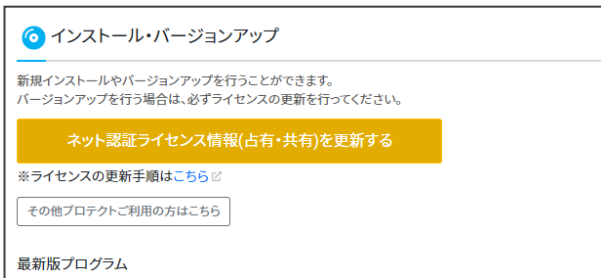 インストール・バージョンアップ
新規インストールやバージョンアップを行うことができます。
バージョンアップを行う場合は、必ずライセンスの更新を行ってください。
ネット認証ライセンス情報(占有・共有)を更新する
※ライセンスの更新手順はこちら
その他プロテクトご利用の方はこちら
最新版プログラム